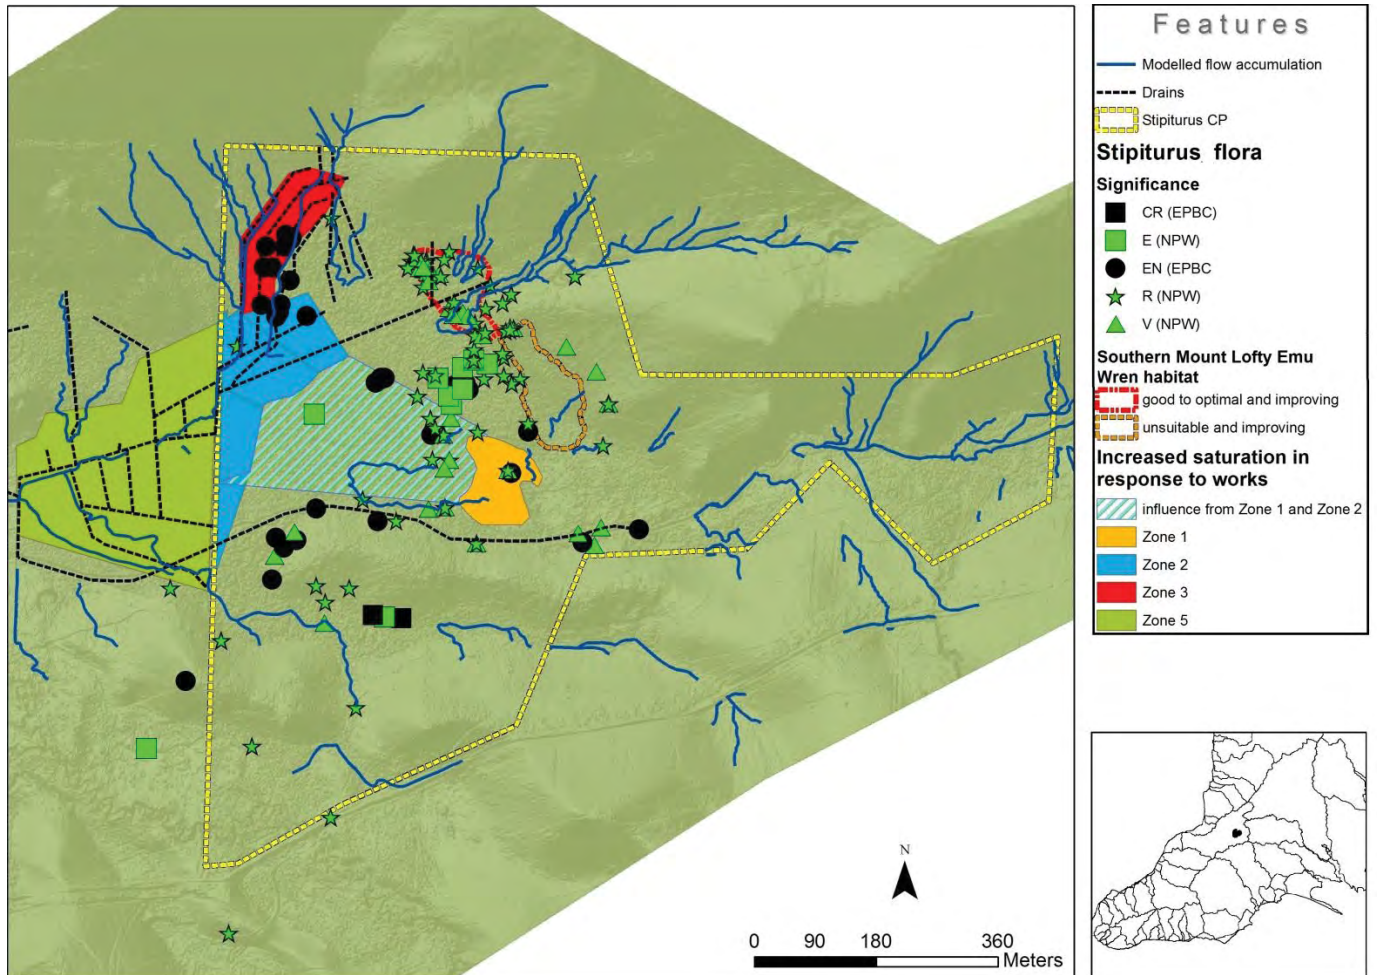 Features
Modelled flow accumulation
Drains
Stipiturus CP
Stipiturus flora
Significance
CR (EPBC)
E (NPW)
EN (EPBC
R (NPW)
V (NPW)
Southern Mount Lofty Emu
Wren habitat
good to optimal and improving
unsuitable and improving
Increased saturation in
response to works
influence from Zone 1 and Zone 2
Zone 1
Zone 2
Zone 3
Zone 5
N
0 90 180 360
Meters